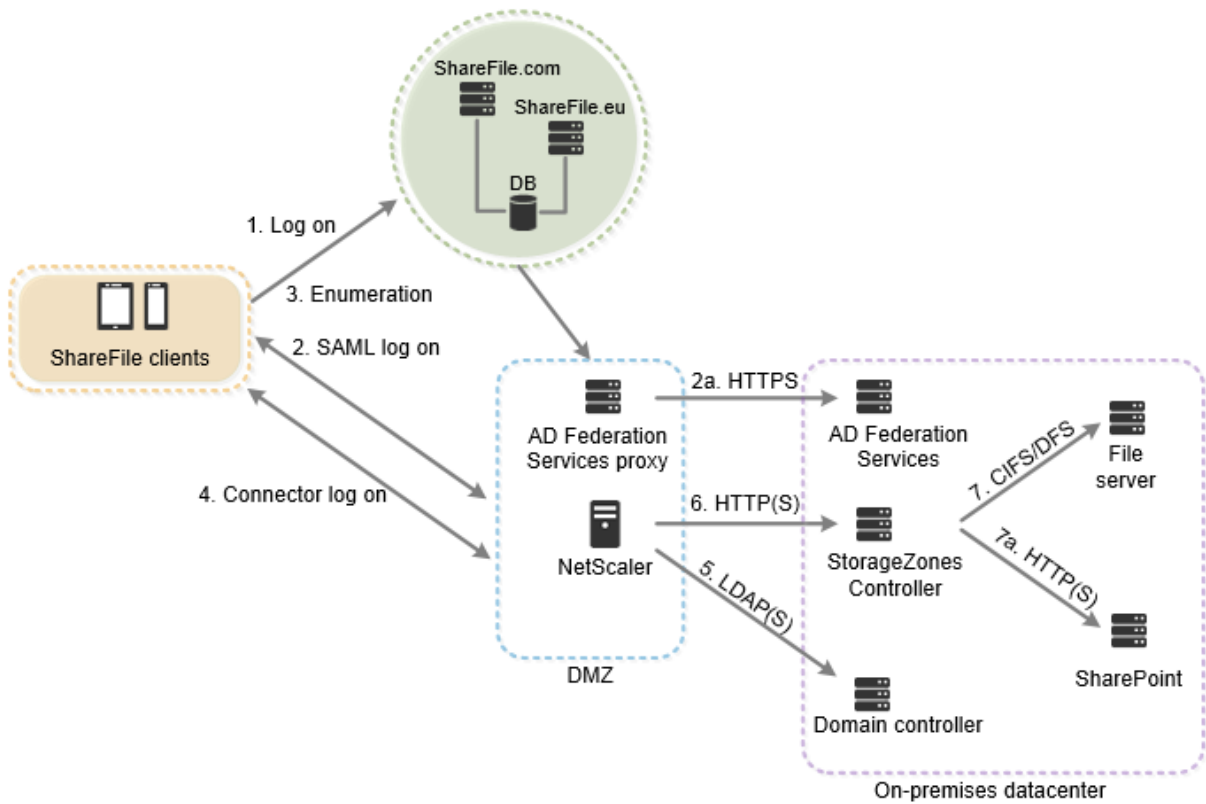 ShareFile.com
ShareFile.eu
DB
1. Log on
3. Enumeration
ShareFile clients
2. SAML log on
4. Connector log on
2a. HTTPS
AD Federation
Services proxy
AD Federation
Services
7. CIFS/DFS
File
server
6. HTTP(S)
NetScaler
StorageZones
Controller
7a. HTTP(S)
5. LDAP(S)
SharePoint
DMZ
Domain controller
On-premises datacenter